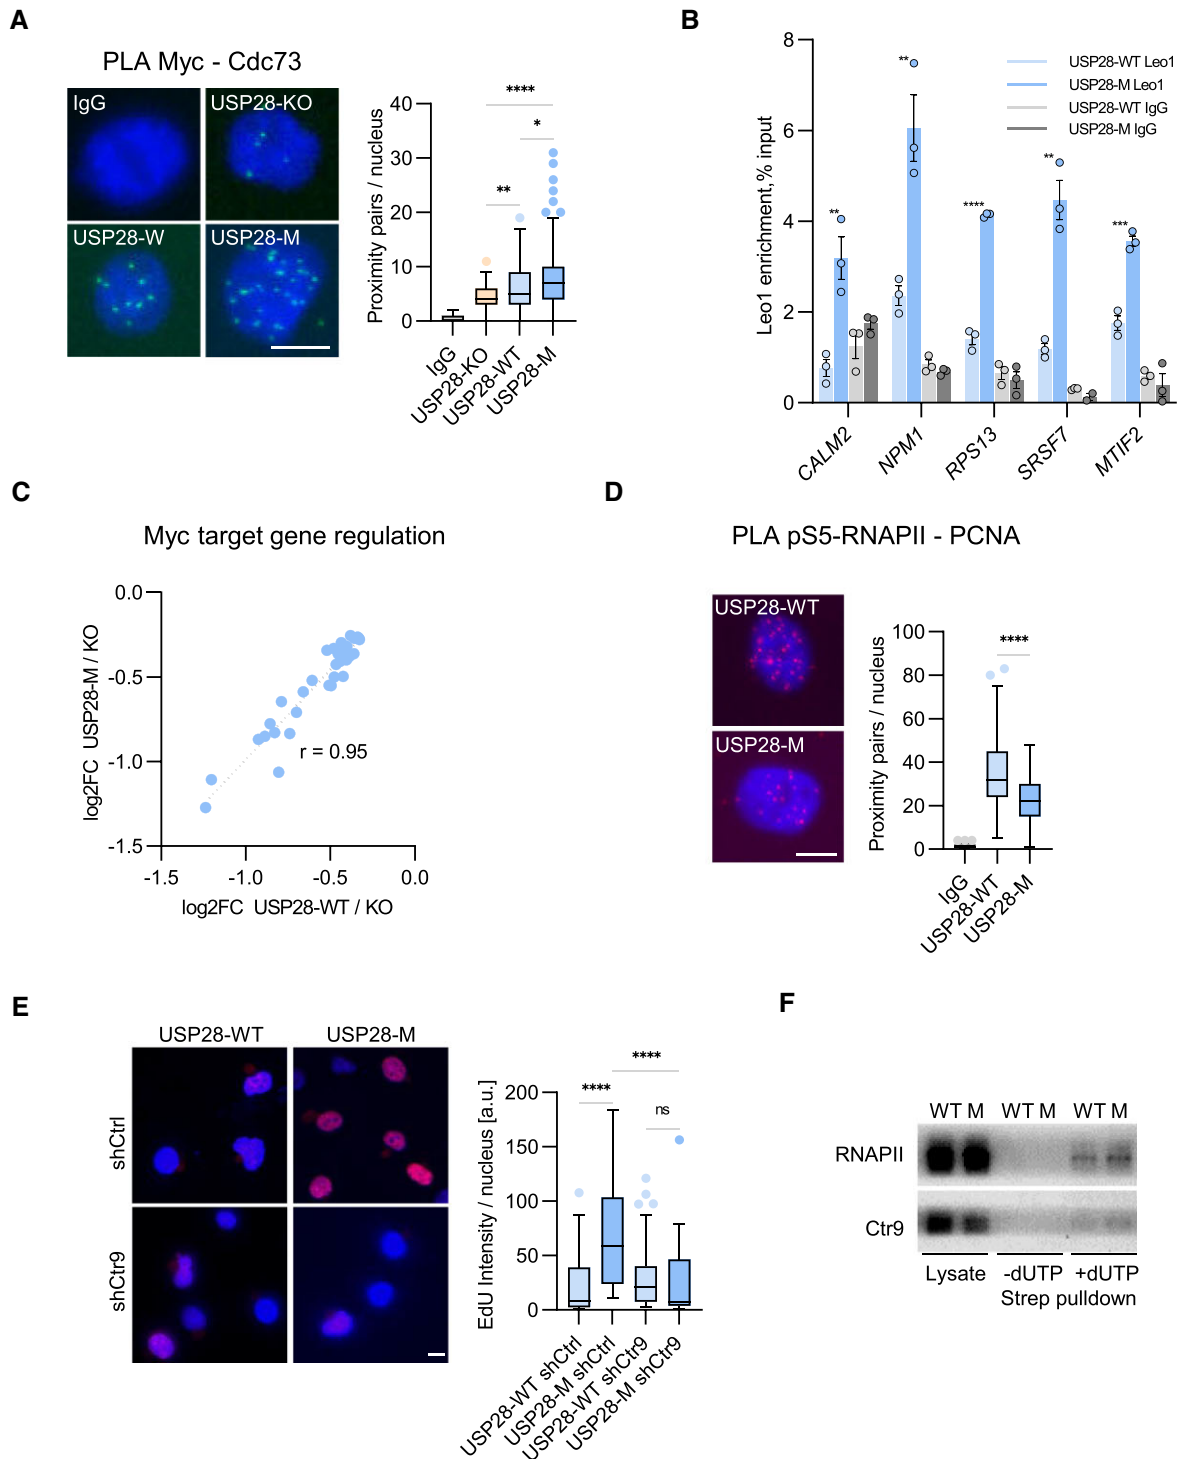 A
PLA Myc - Cdc73
IgG
USP28-KO
USP28-W
USP28-M
Proximity pairs / nucleus
40
30
20
10
0
****
*
**
IgG
USP28-KO
USP28-WT
USP28-M
B
Leo1 enrichment,% input
8
6
4
2
0
**
**
****
**
***
USP28-WT Leo1
USP28-M Leo1
USP28-WT IgG
USP28-M IgG
CALM2
NPM1
RPS13
SRSF7
MTIF2
C
Myc target gene regulation
log2FC USP28-M / KO
0.0
-0.5
-1.0
-1.5
r = 0.95
-1.5
-1.0
-0.5
0.0
log2FC USP28-WT / KO
D
PLA pS5-RNAPII - PCNA
USP28-WT
USP28-M
Proximity pairs / nucleus
100
80
60
40
20
0
****
IgG
USP28-WT
USP28-M
E
USP28-WT
USP28-M
shCtrl
shCtr9
EdU Intensity / nucleus [a.u.]
200
150
100
50
0
****
****
ns
USP28-WT shCtrl
USP28-M shCtrl
USP28-WT shCtr9
USP28-M shCtr9
F
WT M WT M WT M
RNAPII
Ctr9
Lysate -dUTP +dUTP
Strep pulldown